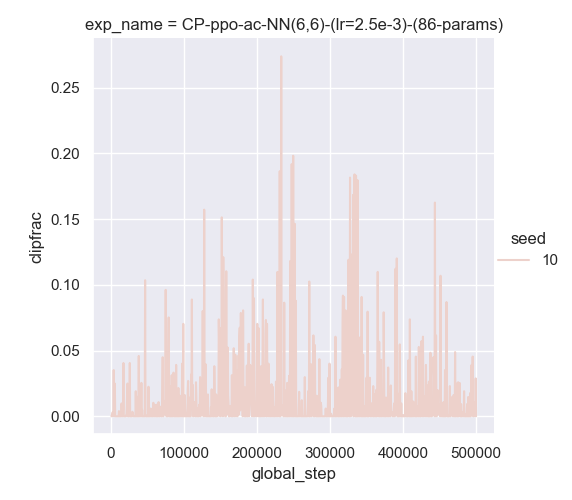 exp_name = CP-ppo-ac-NN(6,6)-(lr=2.5e-3)-(86-params)
clipfrac
0.25
0.20
0.15
0.10
0.05
0.00
0 100000 200000 300000 400000 500000
global_step
seed
10